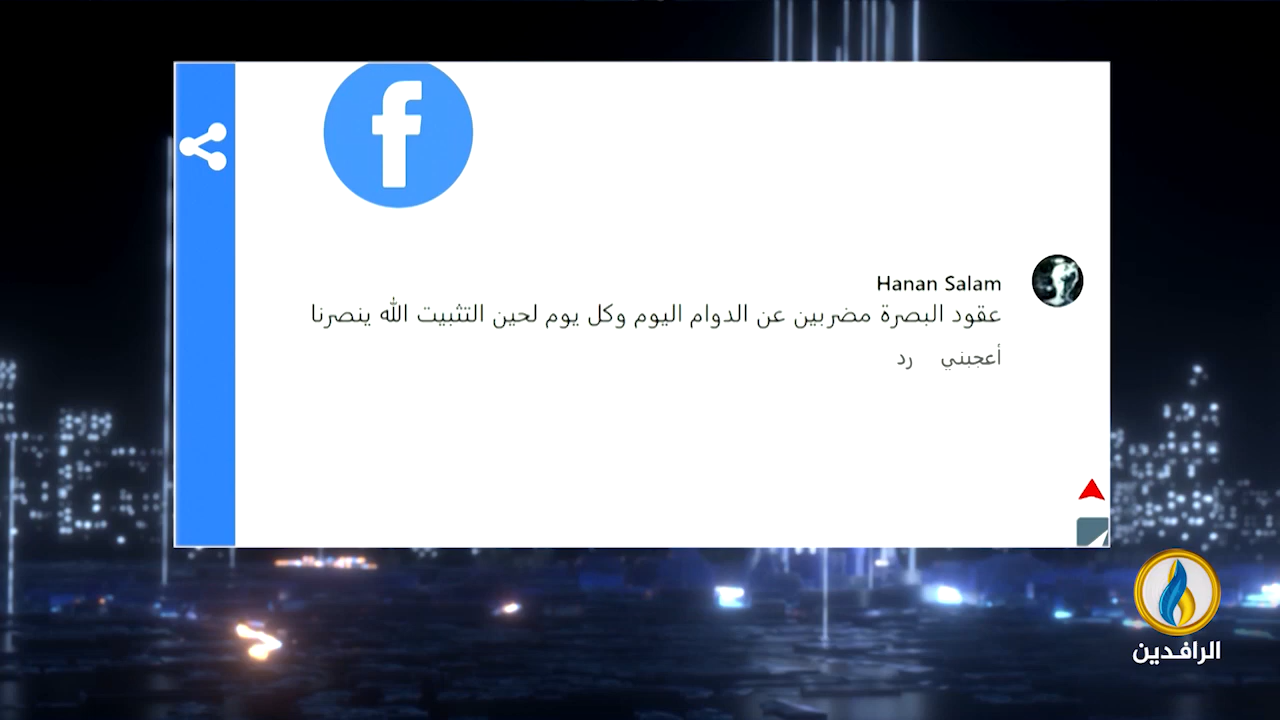 Hanan Salam
عقود البصرة مضربين عن الدوام اليوم وكل يوم لحين التثبيت الله ينصرنا
أعجبني رد
الرافدين